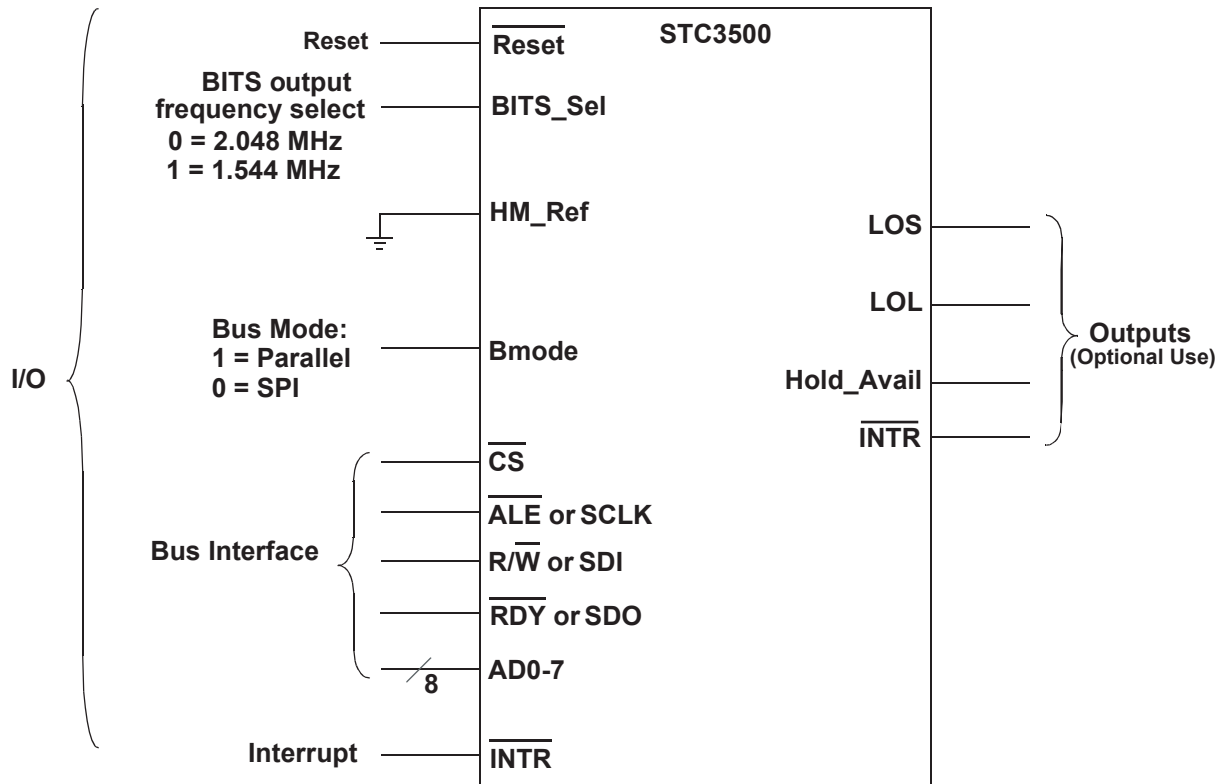 STC3500
Reset
Reset
BITS output
frequency select
0 = 2.048 MHz
1 = 1.544 MHz
BITS_Sel
HM_Ref
LOS
LOL
Hold_Avail
INTR
Outputs
(Optional Use)
Bus Mode:
1 = Parallel
0 = SPI
Bmode
I/O
Bus Interface
CS
ALE or SCLK
R/W or SDI
RDY or SDO
AD0-7
8
Interrupt
INTR